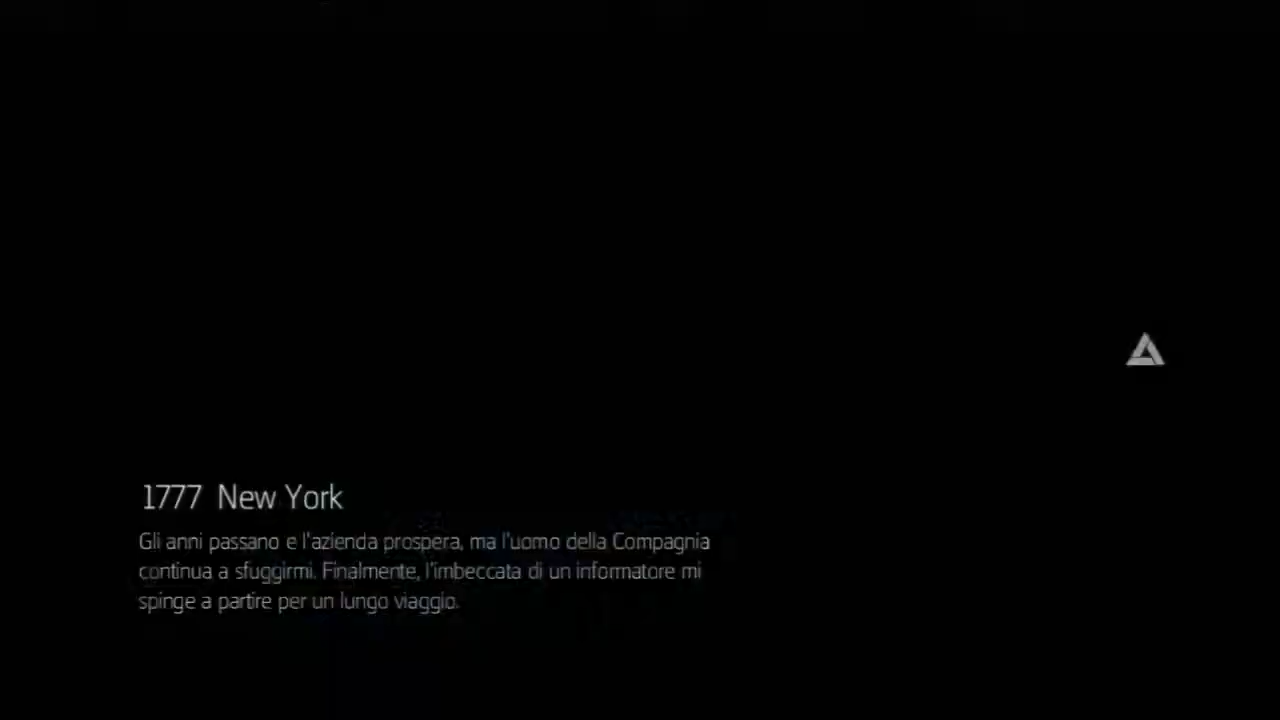 1777 New York
Gli anni passano e l'azienda prospera, ma l'uomo della Compagnia
continua a sfuggirmi. Finalmente, l'imbeccata di un informatore mi
spinge a partire per un lungo viaggio.